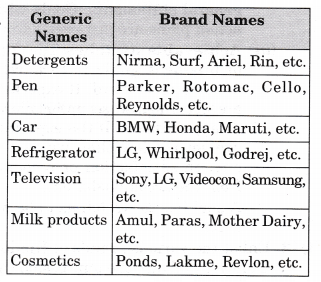 Generic Names Brand Names
Detergents Nirma, Surf, Ariel, Rin, etc.
Pen Parker, Rotomac, Cello,
Reynolds, etc.
Car BMW, Honda, Maruti, etc.
Refrigerator LG, Whirlpool, Godrej, etc.
Television Sony, LG, Videocon, Samsung,
etc.
Milk products Amul, Paras, Mother Dairy,
etc.
Cosmetics Ponds, Lakme, Revlon, etc.